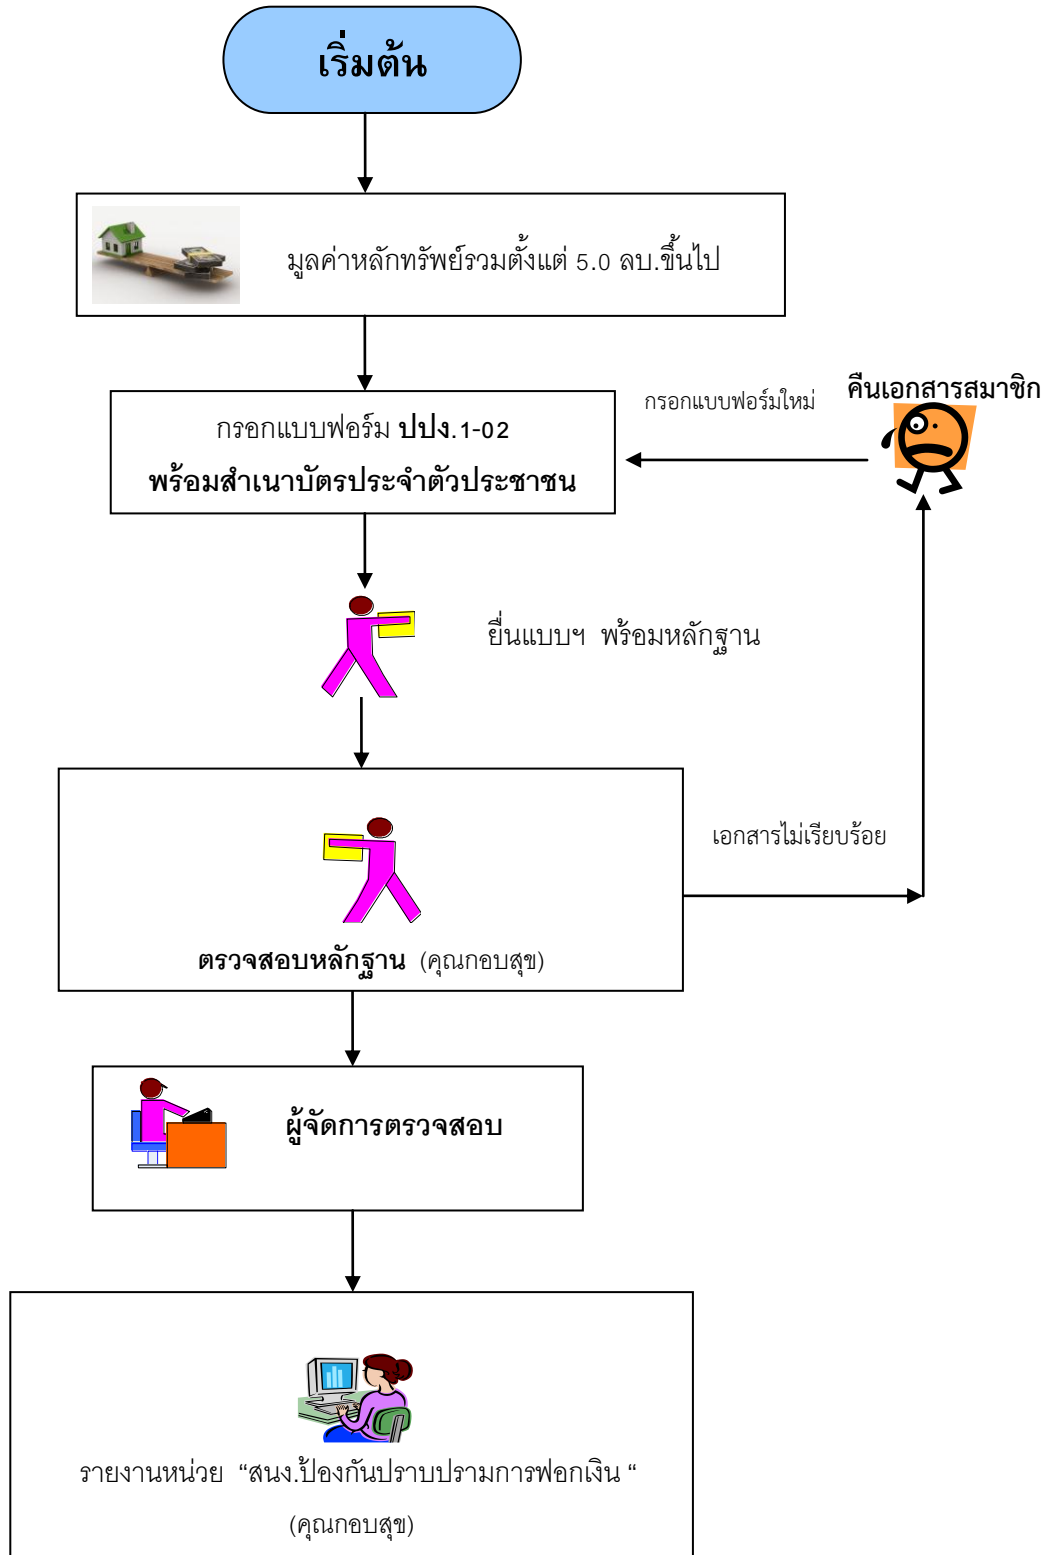 เริ่มต้น
มูลค่าหลักทรัพย์รวมตั้งแต่ 5.0 ลบ.ขึ้นไป
คืนเอกสารสมาชิก
กรอกแบบฟอร์มใหม่
กรอกแบบฟอร์ม ปปง.1-02
พร้อมสำเนาบัตรประจำตัวประชาชน
ยื่นแบบฯ พร้อมหลักฐาน
เอกสารไม่เรียบร้อย
ตรวจสอบหลักฐาน (คุณกอบสุข)
ผู้จัดการตรวจสอบ
รายงานหน่วย “สนง.ป้องกันปราบปรามการฟอกเงิน “
(คุณกอบสุข)